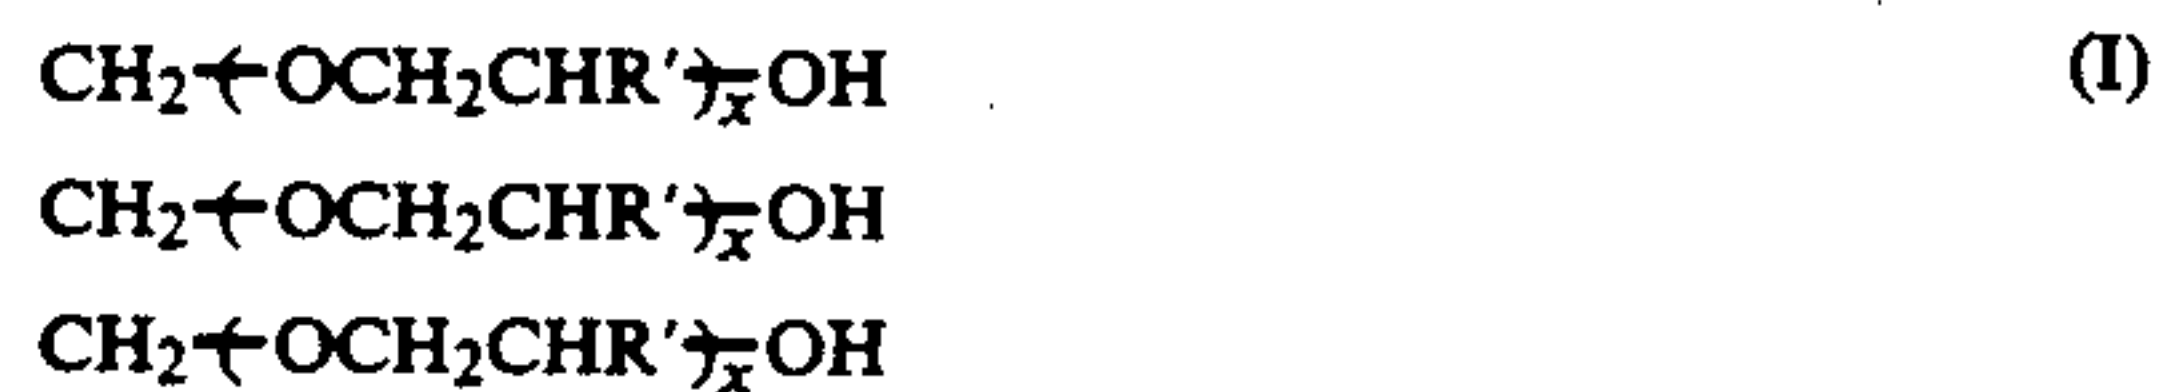 CH₂-(-OCH₂CHR′-)-ₓOH (I)
CH₂-(-OCH₂CHR′-)-ₓOH
CH₂-(-OCH₂CHR′-)-ₓOH